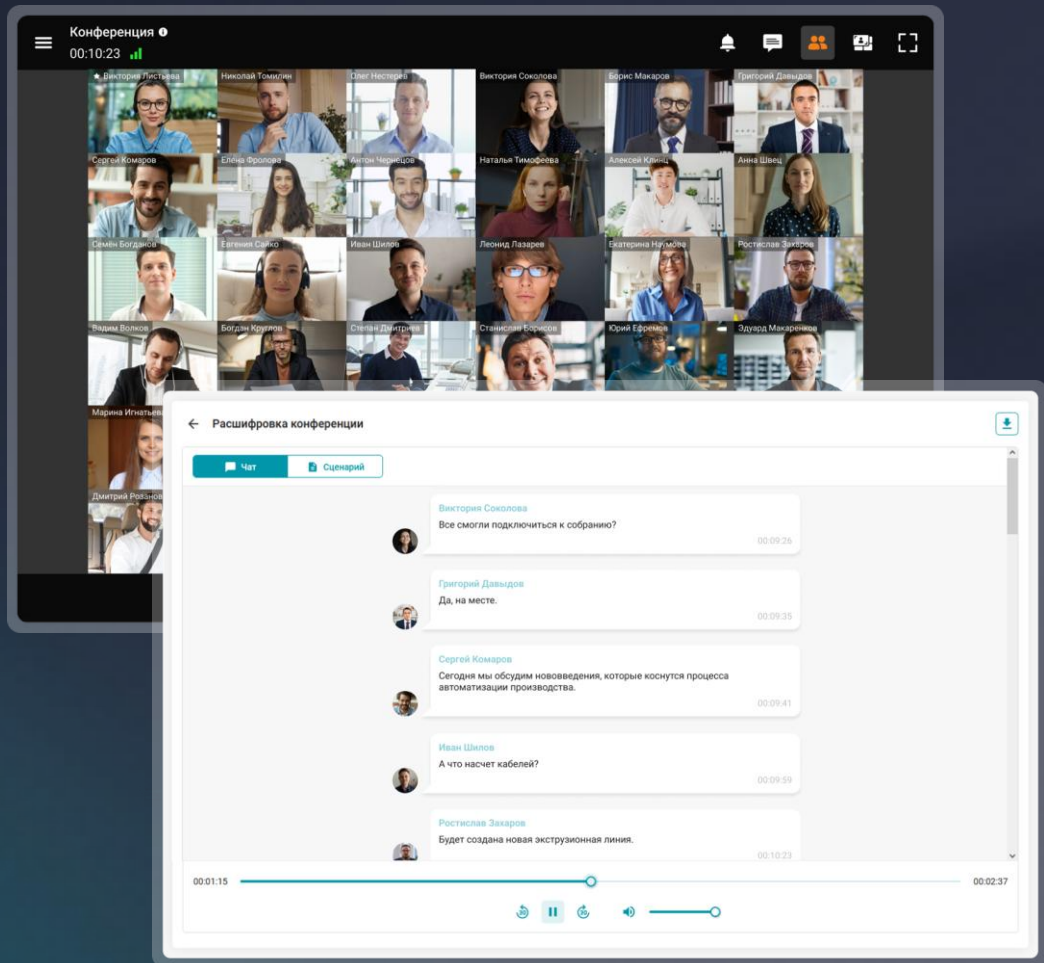 Конференция
00:10:23
★ Виктория Листьева
Николай Томилин
Олег Нестерев
Виктория Соколова
Борис Макаров
Григорий Давыдов
Сергей Комаров
Елена Фролова
Антон Чернецов
Наталья Тимофеева
Алексей Клинц
Анна Швец
Семён Богданов
Евгения Сайко
Иван Шилов
Леонид Лазарев
Екатерина Наумова
Ростислав Захаров
Вадим Волков
Богдан Круглов
Степан Дмитриев
Станислав Борисов
Юрий Ефремов
Эдуард Макаренков
Марина Игнатьева
Дмитрий Розанов
← Расшифровка конференции
Чат
Сценарий
Виктория Соколова
Все смогли подключиться к собранию?
00:09:26
Григорий Давыдов
Да, на месте.
00:09:35
Сергей Комаров
Сегодня мы обсудим нововведения, которые коснутся процесса
автоматизации производства.
00:09:41
Иван Шилов
А что насчет кабелей?
00:09:59
Ростислав Захаров
Будет создана новая экструзионная линия.
00:10:23
00:01:15
00:02:37
30
30